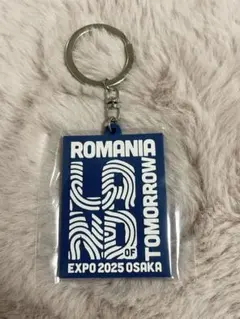 ROMANIA
LAND
OF
TOMORROW
EXPO 2025 OSAKA